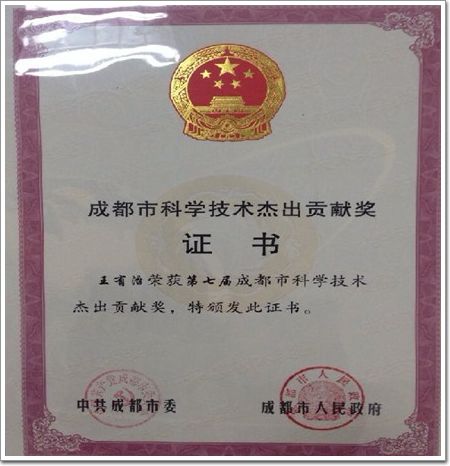 成都市科学技术杰出贡献奖
证 书
王有治荣获第七届成都市科学技术
杰出贡献奖，特颁发此证书。
中共成都市委
成都市人民政府